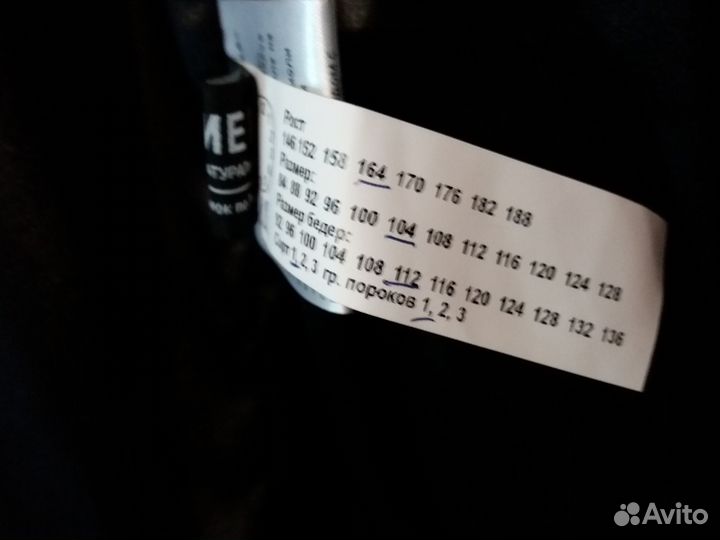 МЕ
АТУРА
Рост
146 152 158 164 170 176 182 188
Размер:
84 88 92 96 100 104 108 112 116 120 124 128
Размер бедер:
92 96 100 104 108 112 116 120 124 128 132 136
Сорт 1, 2, 3 гр. пороков 1, 2, 3
Avito